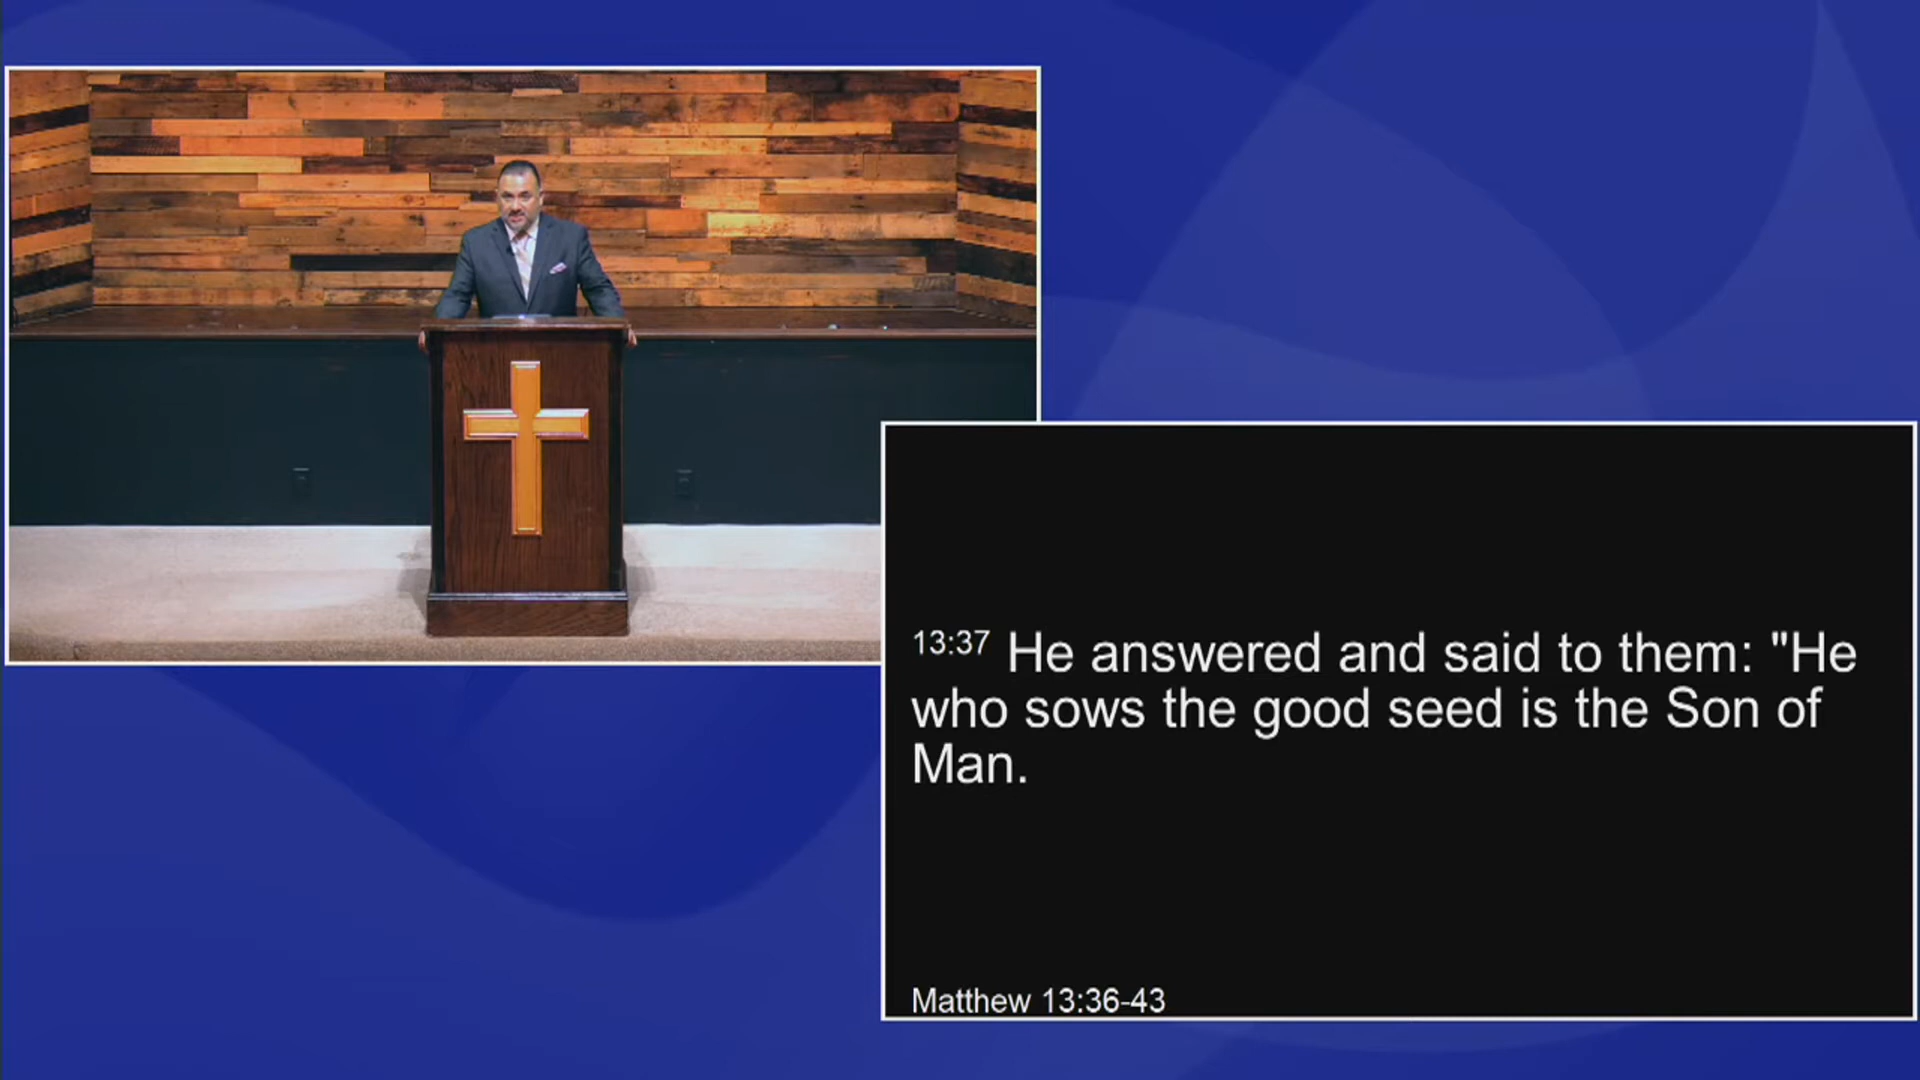 13:37 He answered and said to them: "He
who sows the good seed is the Son of
Man.
Matthew 13:36-43